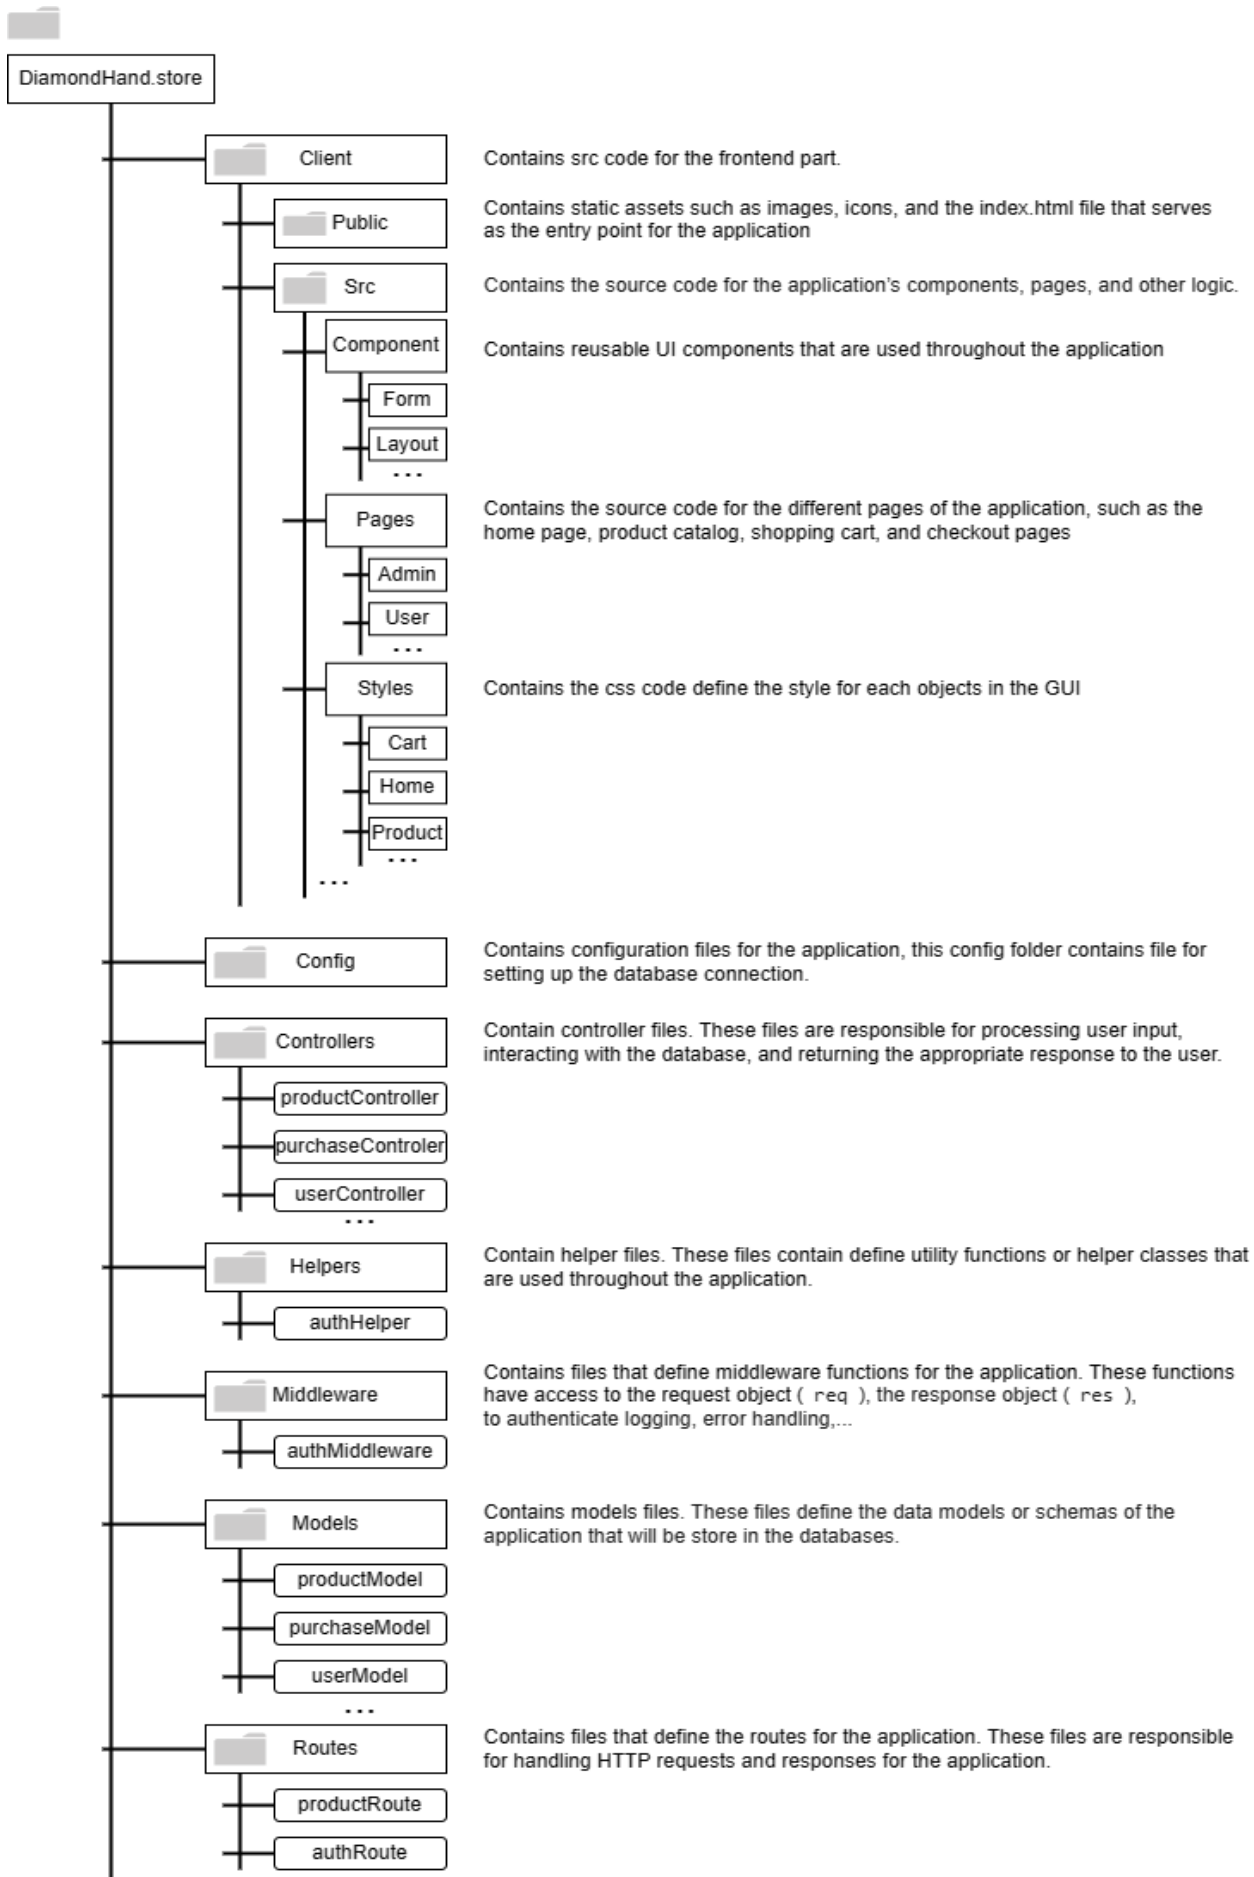 DiamondHand.store
Client
Contains src code for the frontend part.
Public
Contains static assets such as images, icons, and the index.html file that serves
as the entry point for the application
Src
Contains the source code for the application's components, pages, and other logic.
Component
Contains reusable UI components that are used throughout the application
Form
Layout
...
Pages
Contains the source code for the different pages of the application, such as the
home page, product catalog, shopping cart, and checkout pages
Admin
User
...
Styles
Contains the css code define the style for each objects in the GUI
Cart
Home
Product
...
...
Config
Contains configuration files for the application, this config folder contains file for
setting up the database connection.
Controllers
Contain controller files. These files are responsible for processing user input,
interacting with the database, and returning the appropriate response to the user.
productController
purchaseControler
userController
...
Helpers
Contain helper files. These files contain define utility functions or helper classes that
are used throughout the application.
authHelper
Middleware
Contains files that define middleware functions for the application. These functions
have access to the request object ( req ), the response object ( res ),
to authenticate logging, error handling,...
authMiddleware
Models
Contains models files. These files define the data models or schemas of the
application that will be store in the databases.
productModel
purchaseModel
userModel
...
Routes
Contains files that define the routes for the application. These files are responsible
for handling HTTP requests and responses for the application.
productRoute
authRoute